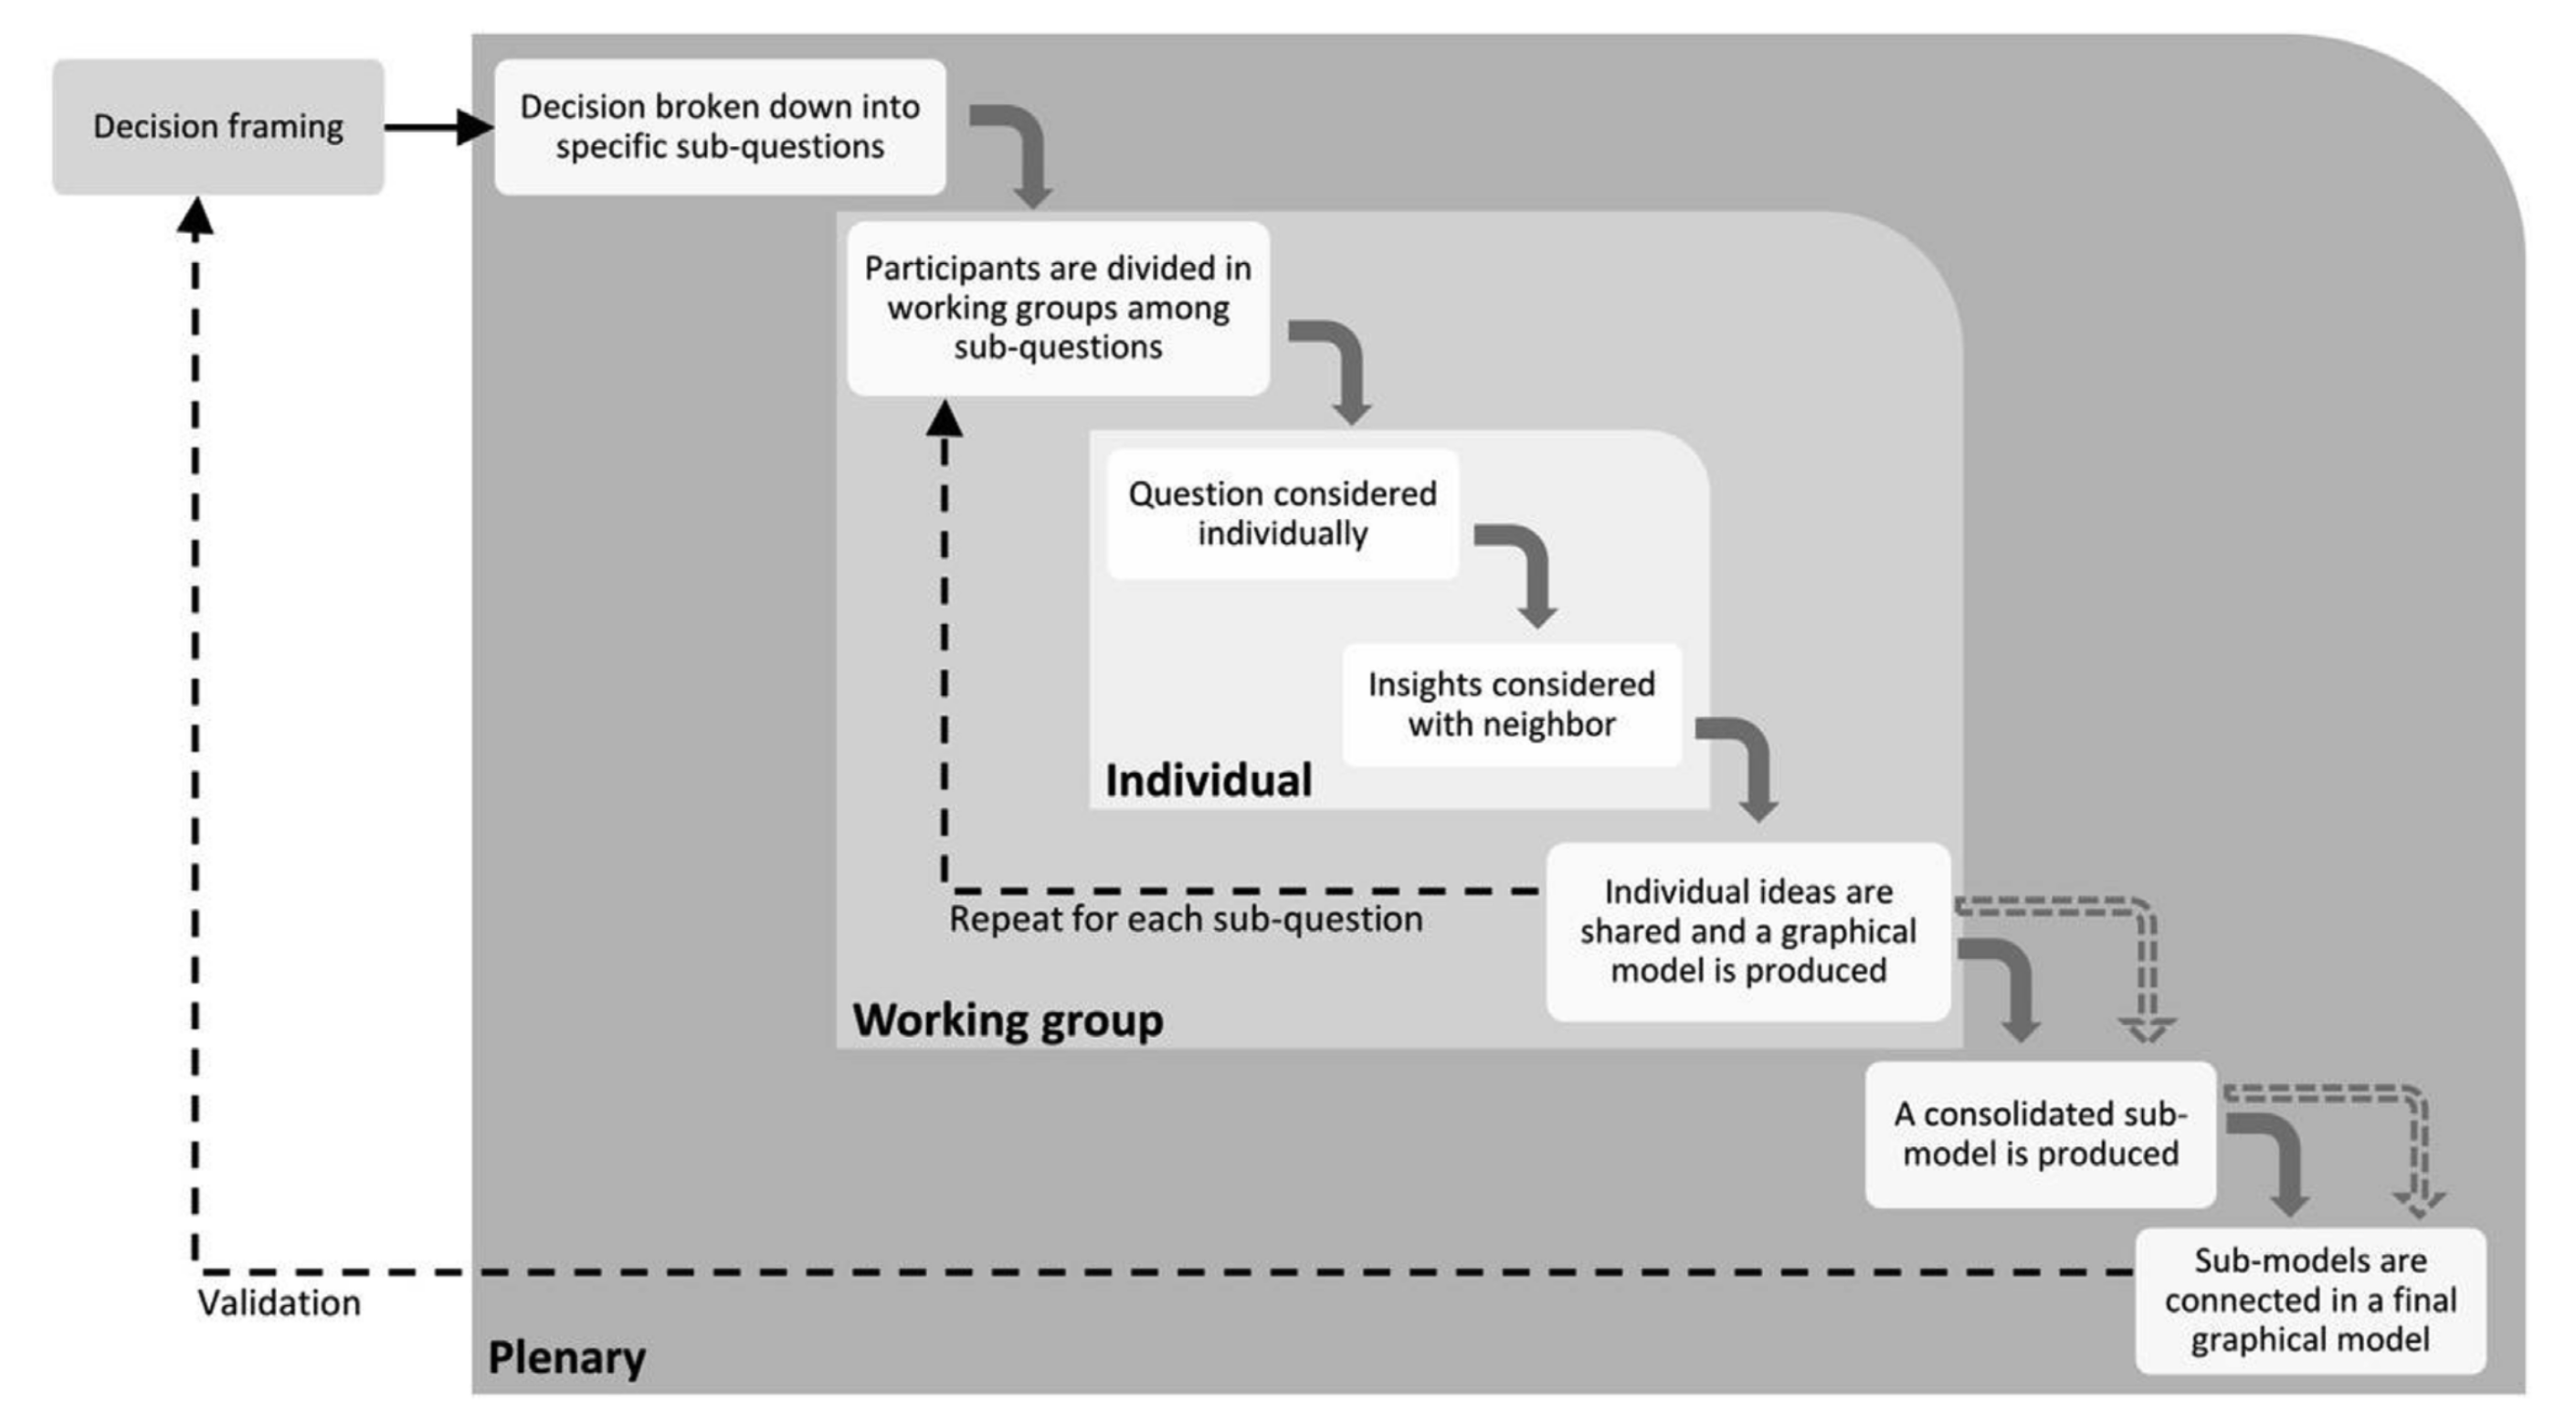 Decision framing
Decision broken down into
specific sub-questions
Participants are divided in
working groups among
sub-questions
Question considered
individually
Insights considered
with neighbor
Individual
Individual ideas are
shared and a graphical
model is produced
Repeat for each sub-question
Working group
A consolidated sub-
model is produced
Sub-models are
connected in a final
graphical model
Validation
Plenary